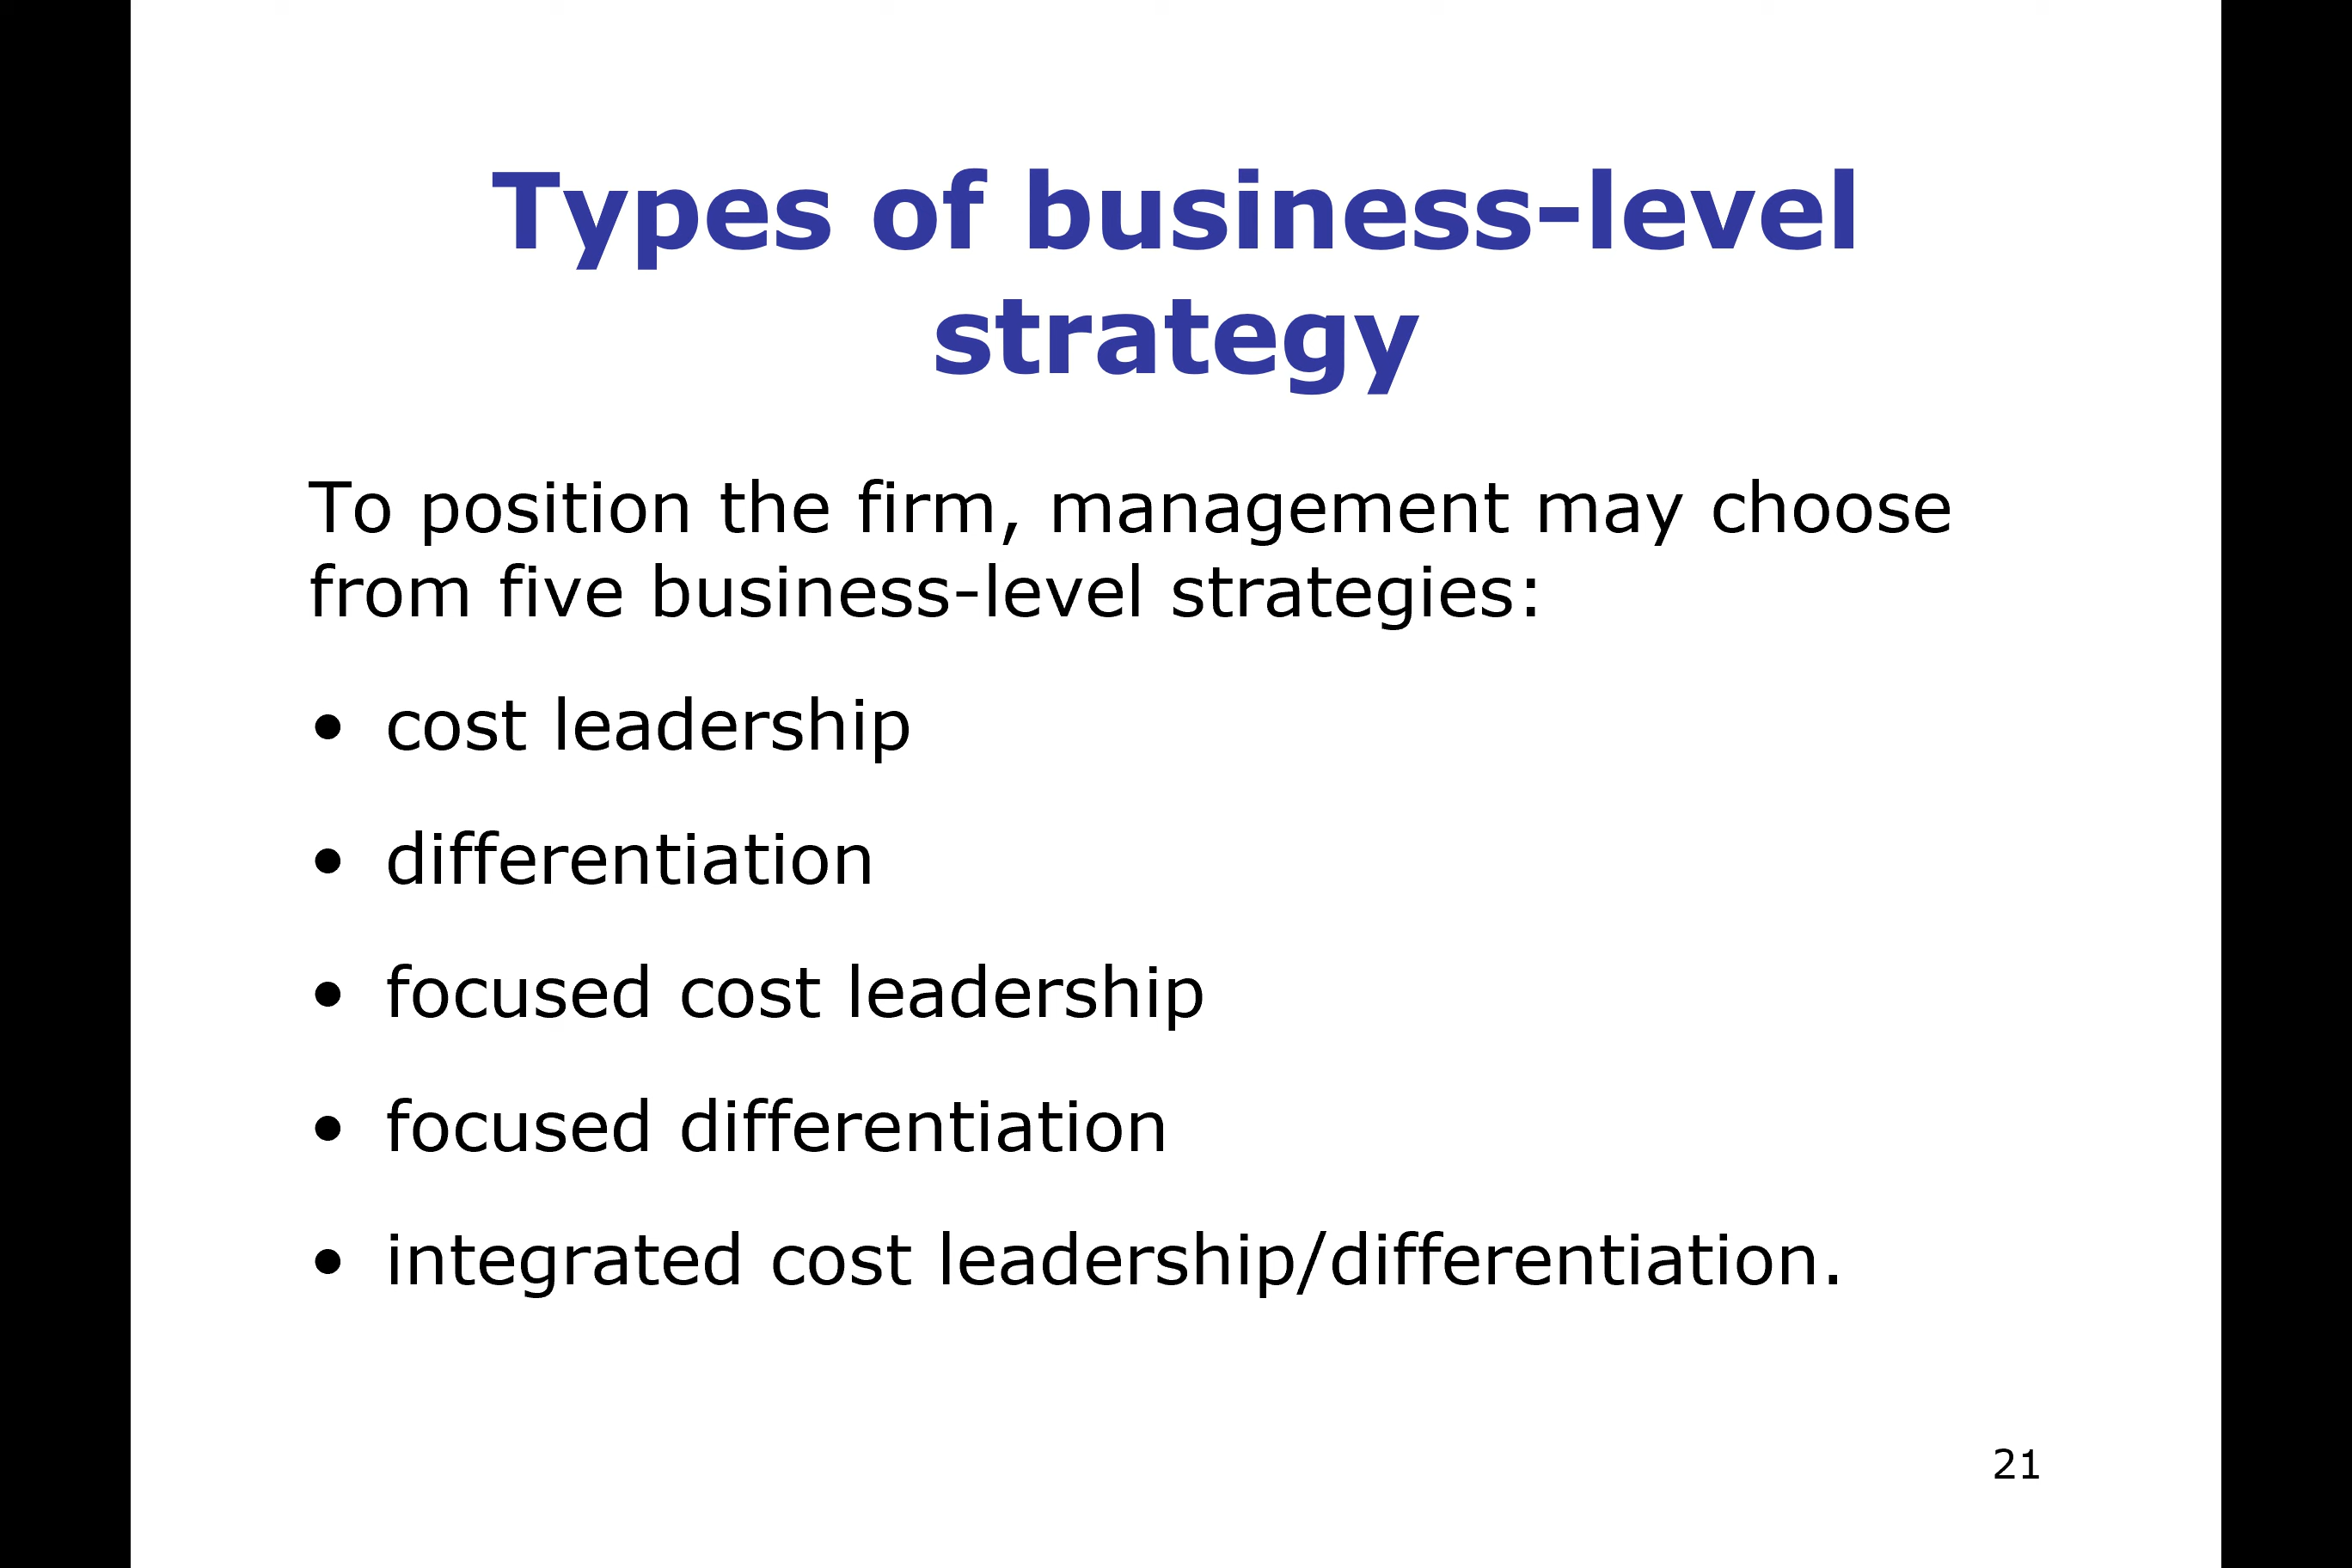 Types of business-level
strategy
To position the firm, management may choose
from five business-level strategies:
• cost leadership
• differentiation
• focused cost leadership
• focused differentiation
• integrated cost leadership/differentiation.
21